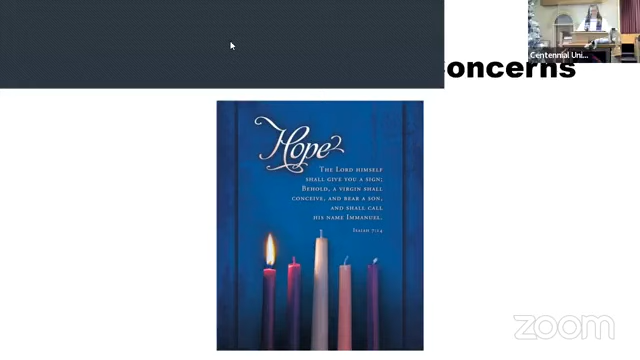 Concerns
Centennial Uni...
Hope
The Lord himself
shall give you a sign;
Behold, a virgin shall
conceive, and bear a son,
and shall call
his name Immanuel.
Isaiah 7:14
zoom